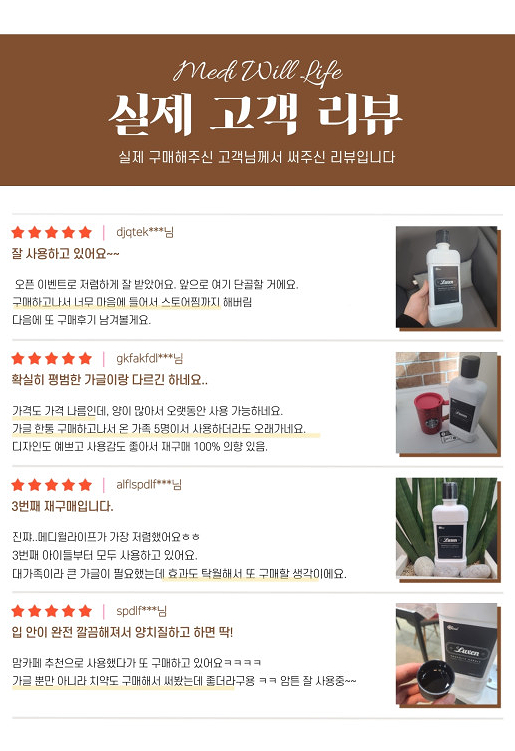 Medi Will Life
실제 고객 리뷰
실제 구매해주신 고객님께서 써주신 리뷰입니다
★★★★★ | djqtek***님
잘 사용하고 있어요~~
오픈 이벤트로 저렴하게 잘 받았어요. 앞으로 여기 단골할 거에요.
구매하고나서 너무 마음에 들어서 스토어찜까지 해버림
다음에 또 구매후기 남겨볼게요.
★★★★★ | gkfakfdl***님
확실히 평범한 가글이랑 다르긴 하네요..
가격도 가격 나름인데, 양이 많아서 오랫동안 사용 가능하네요.
가글 한통 구매하고나서 온 가족 5명이서 사용하더라도 오래가네요.
디자인도 예쁘고 사용감도 좋아서 재구매 100% 의향 있음.
★★★★★ | alflspdlf***님
3번째 재구매입니다.
진짜..메디윌라이프가 가장 저렴했어요ㅎㅎ
3번째 아이들부터 모두 사용하고 있어요.
대가족이라 큰 가글이 필요했는데 효과도 탁월해서 또 구매할 생각이에요.
Luxen
★★★★★ | spdlf***님
입 안이 완전 깔끔해져서 양치질하고 하면 딱!
맘카페 추천으로 사용했다가 또 구매하고 있어요ㅋㅋㅋㅋ
가글 뿐만 아니라 치약도 구매해서 써봤는데 좋더라구용 ㅋㅋ 암튼 잘 사용중~~
Luxen